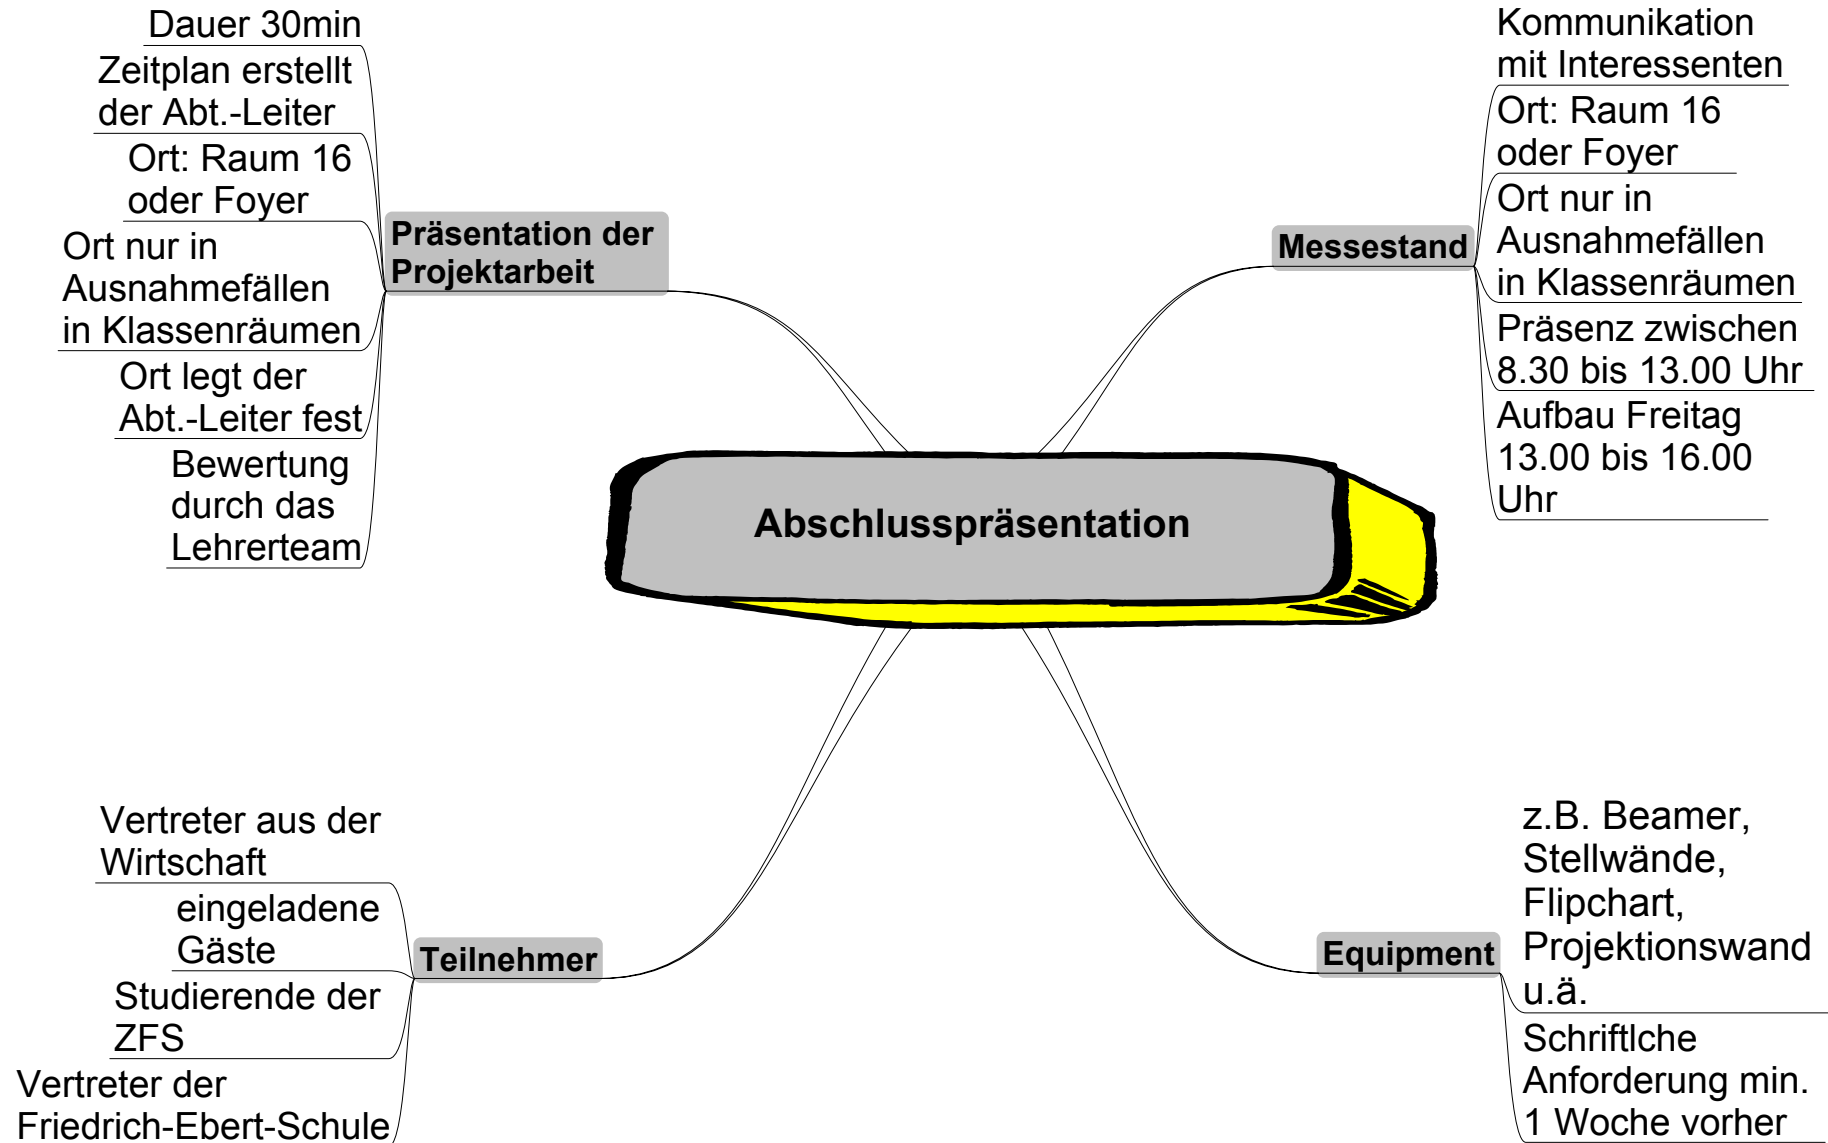 Dauer 30min
Zeitplan erstellt
der Abt.-Leiter
Ort: Raum 16
oder Foyer
Ort nur in
Ausnahmefällen
in Klassenräumen
Ort legt der
Abt.-Leiter fest
Bewertung
durch das
Lehrerteam
Präsentation der
Projektarbeit
Messestand
Kommunikation
mit Interessenten
Ort: Raum 16
oder Foyer
Ort nur in
Ausnahmefällen
in Klassenräumen
Präsenz zwischen
8.30 bis 13.00 Uhr
Aufbau Freitag
13.00 bis 16.00
Uhr
Abschlusspräsentation
Vertreter aus der
Wirtschaft
eingeladene
Gäste
Studierende der
ZFS
Vertreter der
Friedrich-Ebert-Schule
Teilnehmer
Equipment
z.B. Beamer,
Stellwände,
Flipchart,
Projektionswand
u.ä.
Schriftlche
Anforderung min.
1 Woche vorher